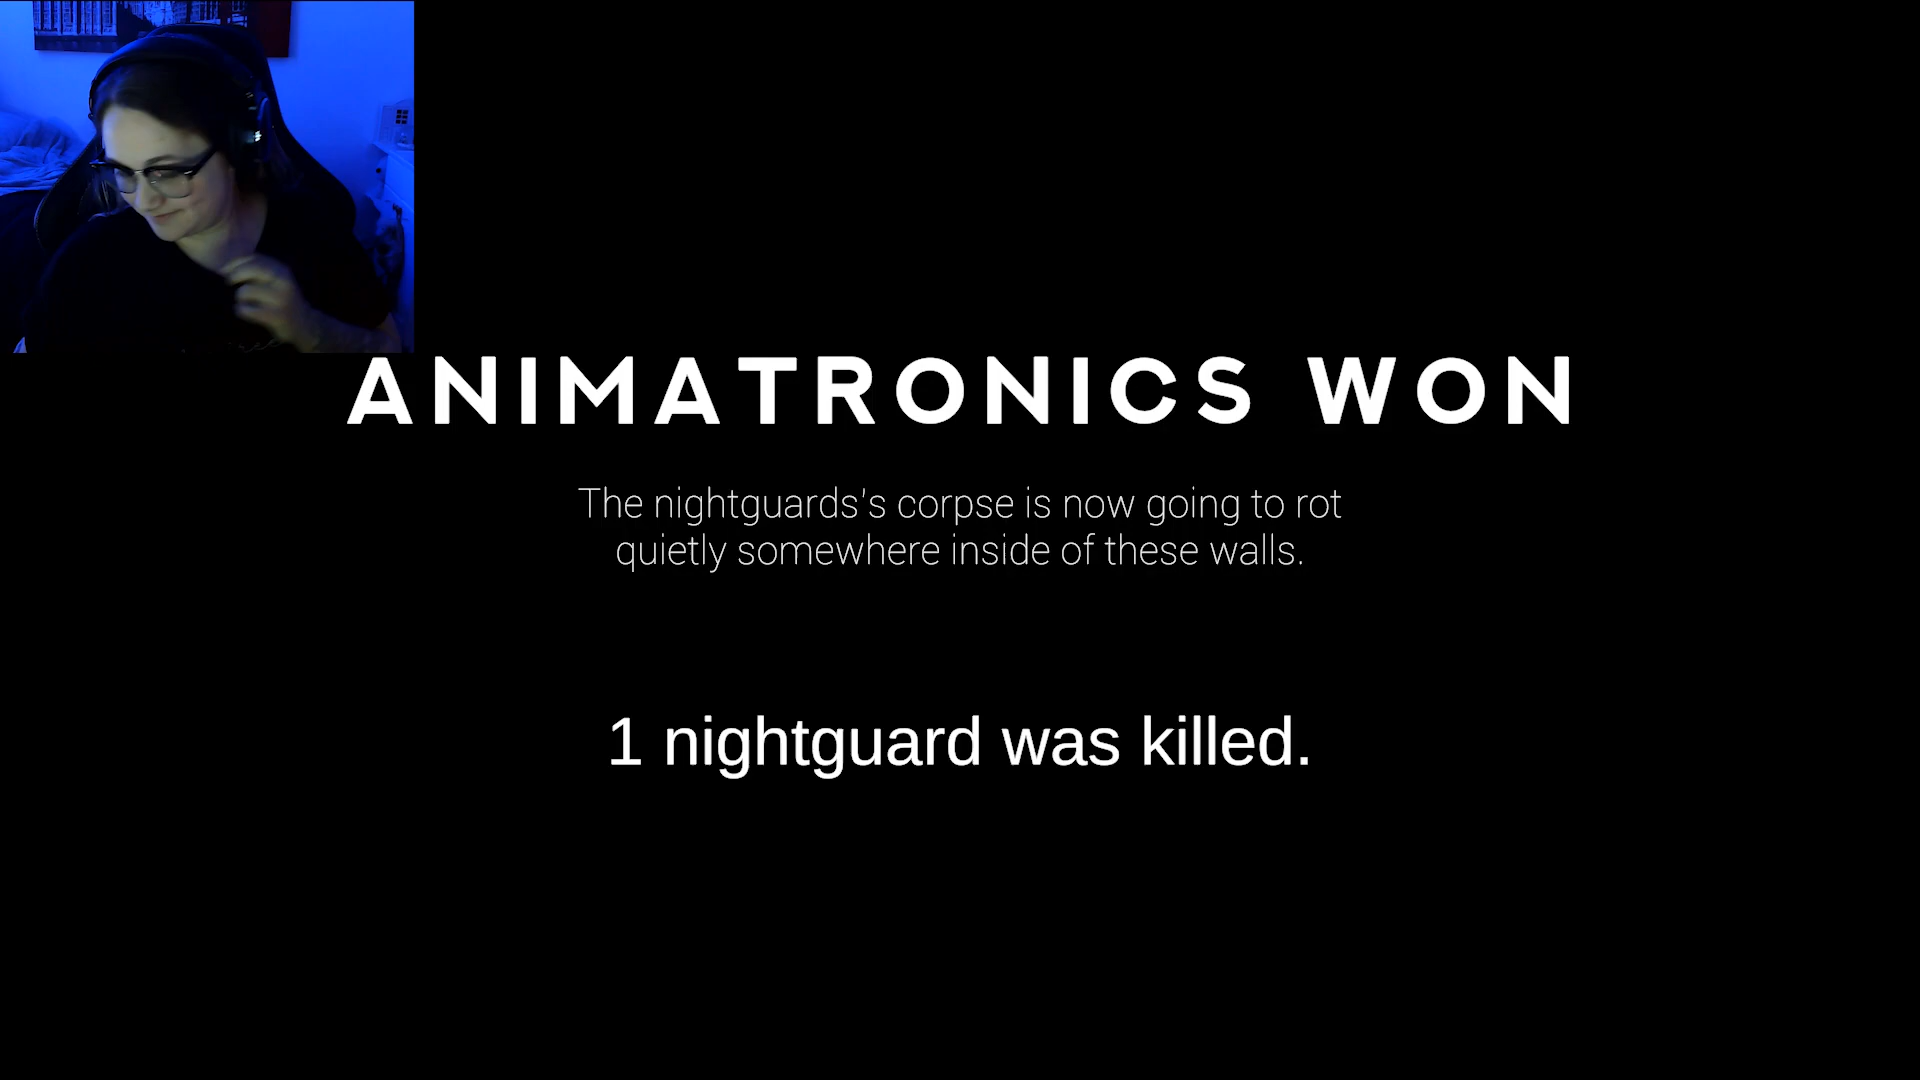 ANIMATRONICS WON
The nightguards's corpse is now going to rot
quietly somewhere inside of these walls.
1 nightguard was killed.